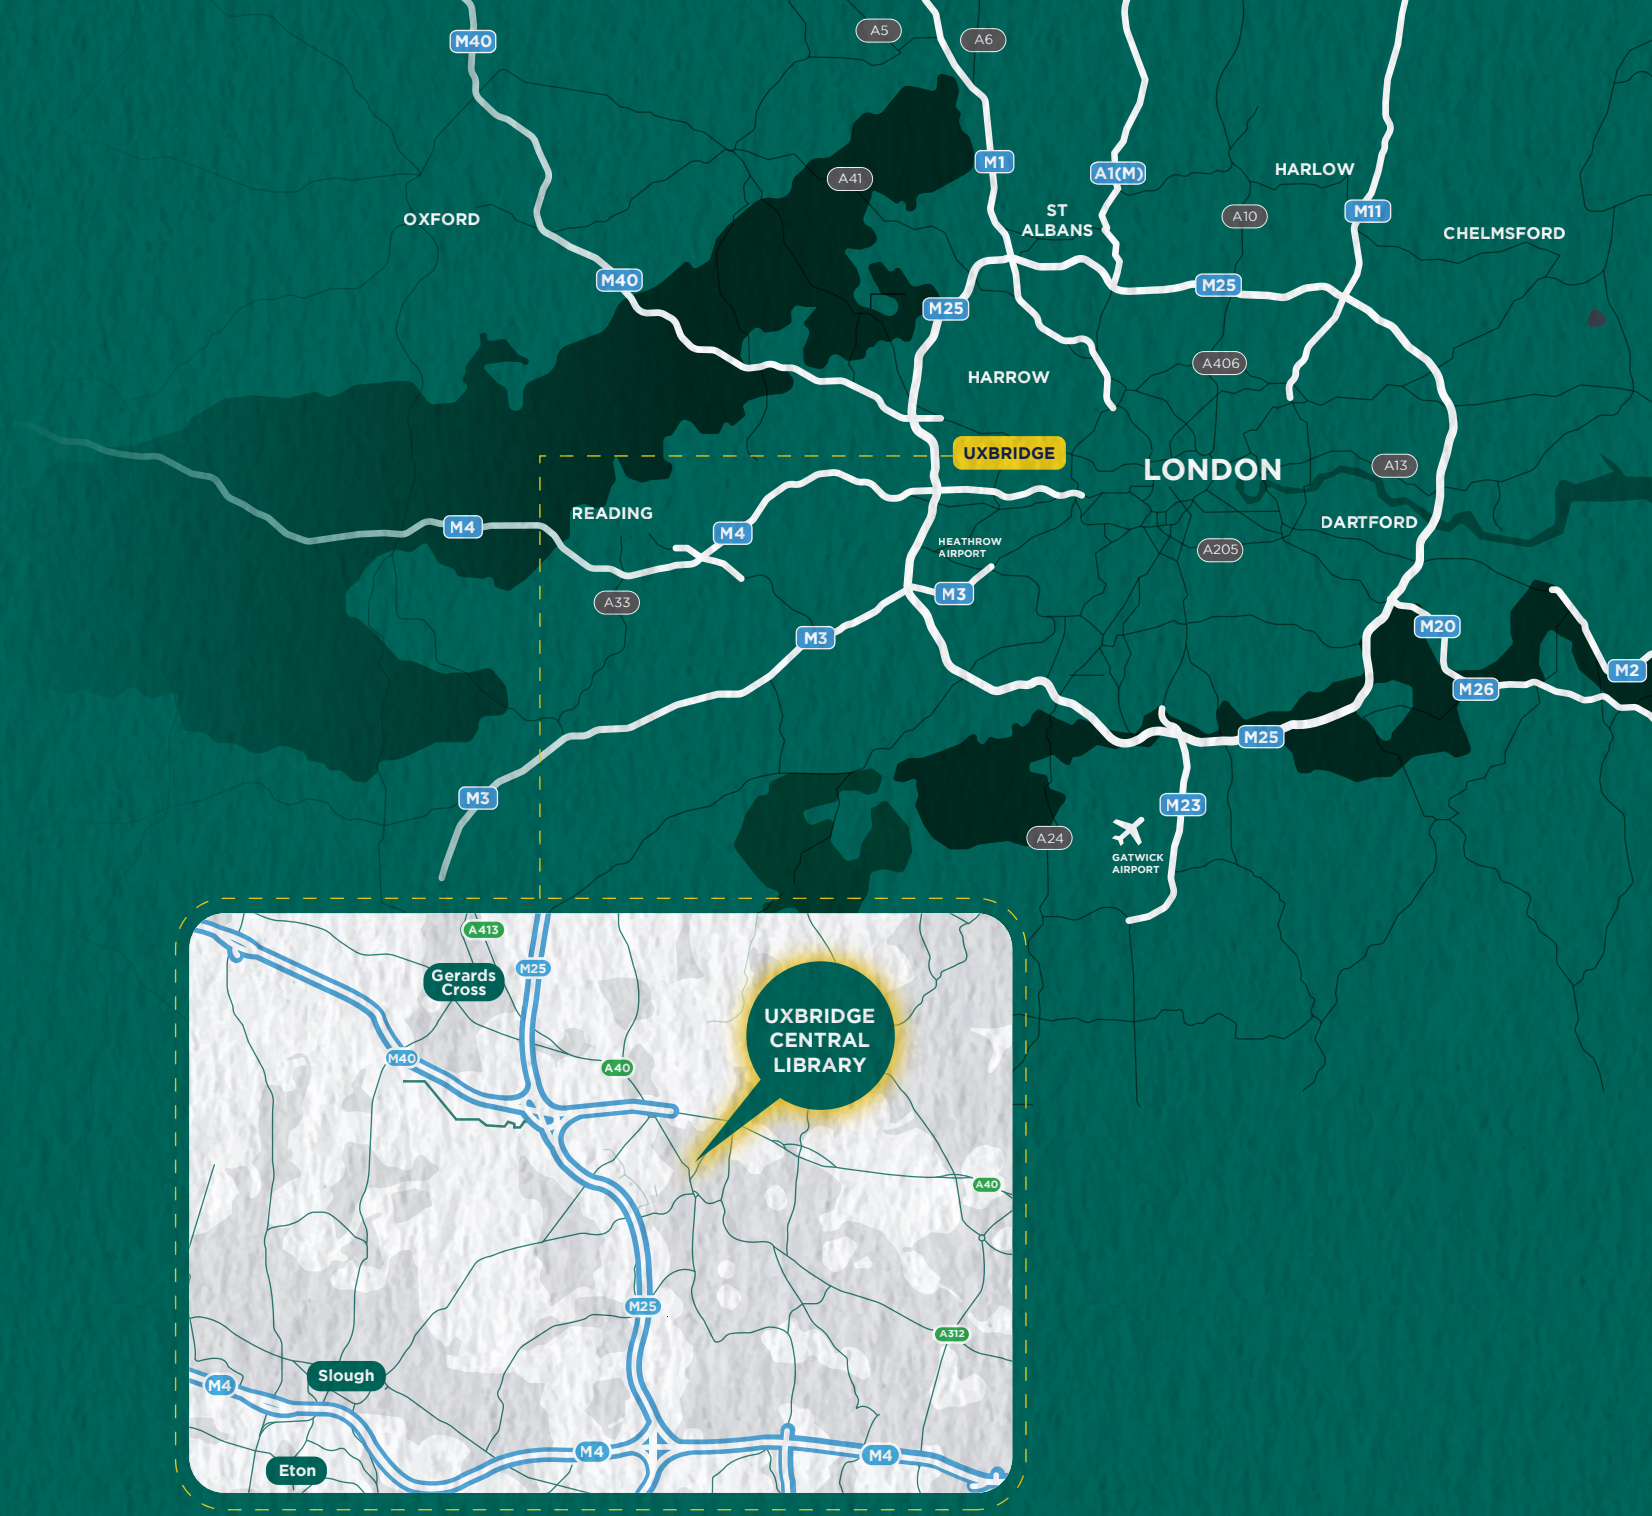 A5
A6
M40
M1
A1(M)
HARLOW
A41
M11
A10
OXFORD
ST
ALBANS
CHELMSFORD
M40
M25
M25
A406
HARROW
UXBRIDGE
LONDON
A13
READING
M4
M4
DARTFORD
HEATHROW
AIRPORT
A205
M3
A33
M20
M3
M2
M26
M25
M3
M23
A24
GATWICK
AIRPORT
A413
M25
Gerards
Cross
UXBRIDGE
CENTRAL
LIBRARY
M40
A40
A40
M25
A312
Slough
M4
M4
M4
Eton